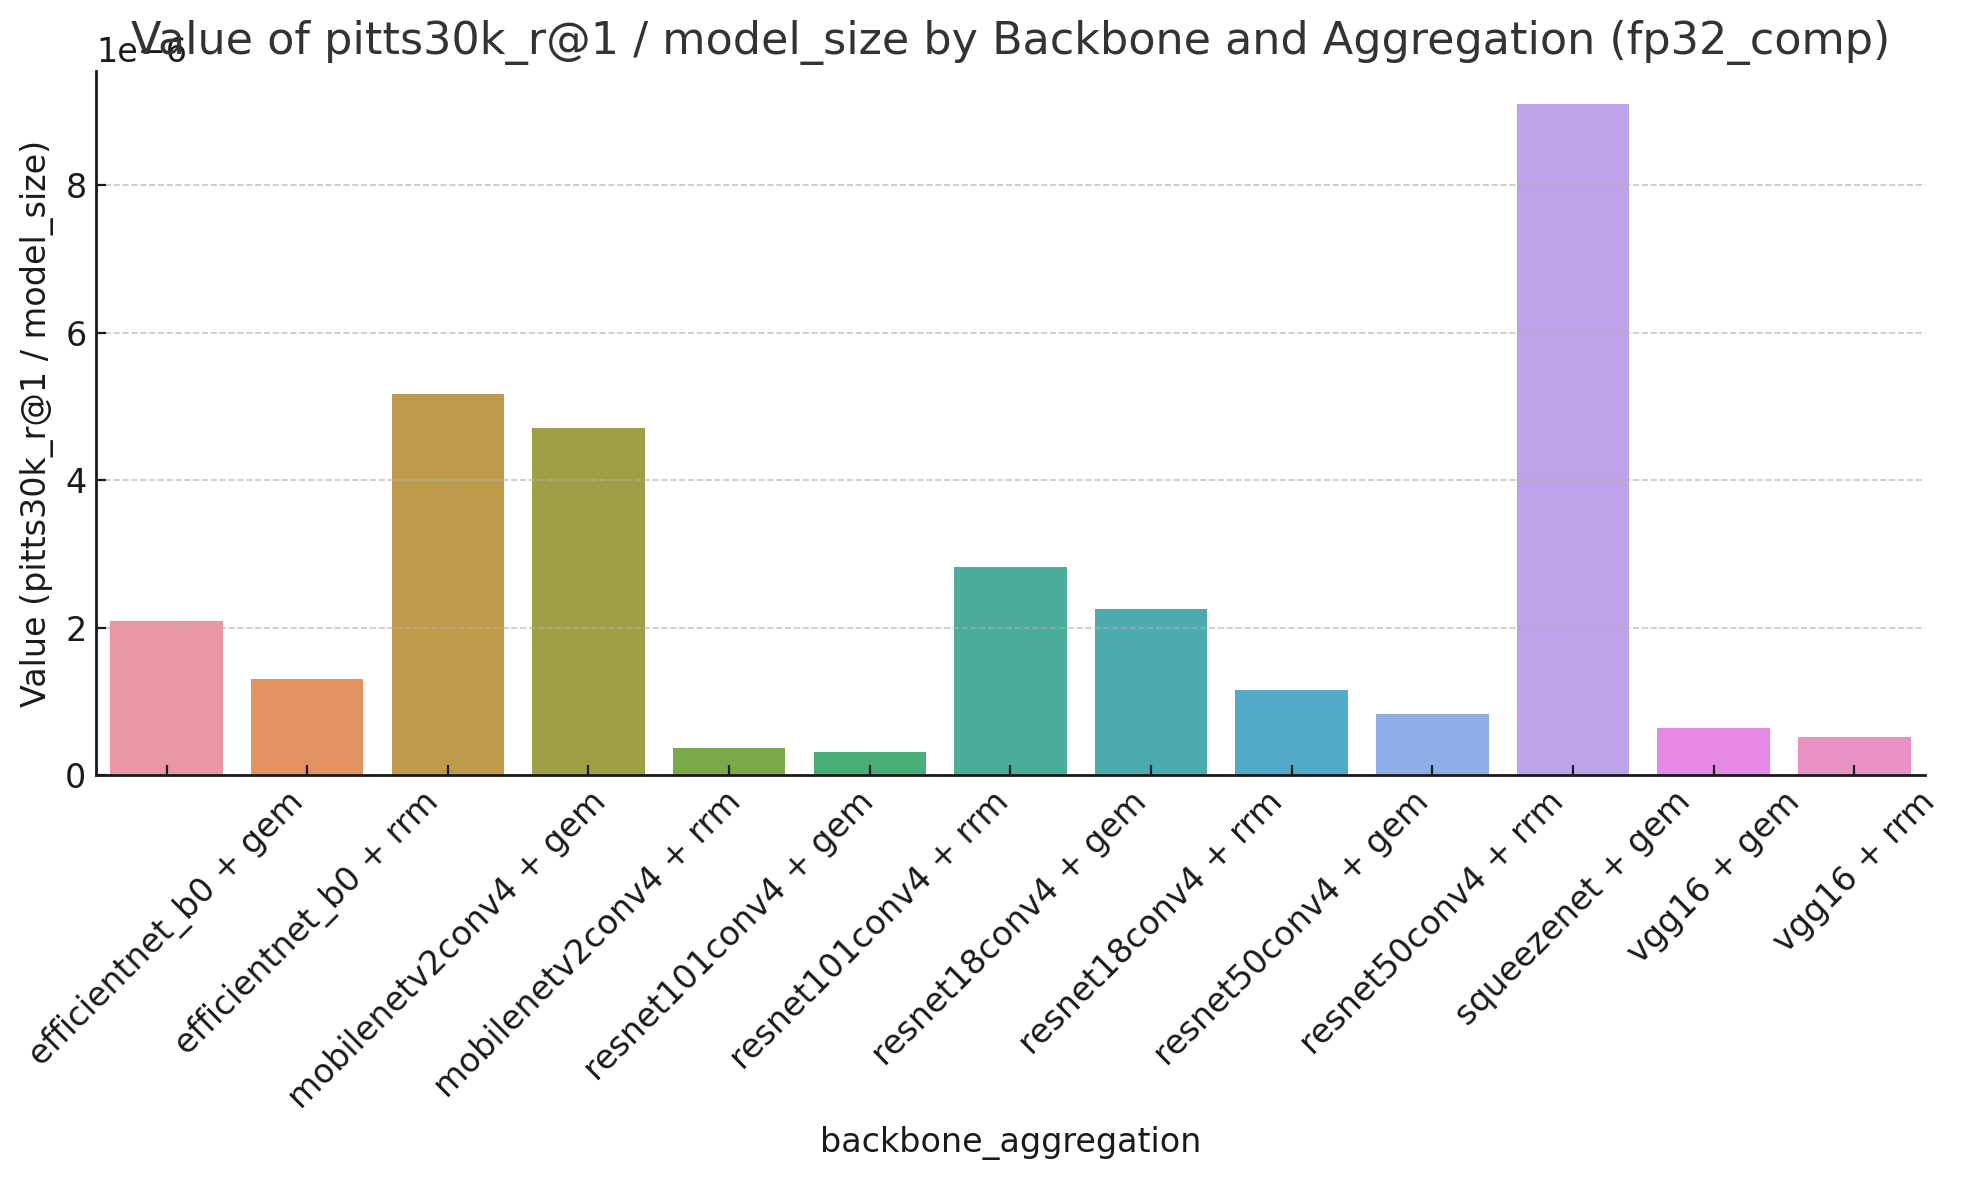 Value of pitts30k_r@1 / model_size by Backbone and Aggregation (fp32_comp)
1e−6
Value (pitts30k_r@1 / model_size)
8
6
4
2
0
efficientnet_b0 + gem
efficientnet_b0 + rrm
mobilenetv2conv4 + gem
mobilenetv2conv4 + rrm
resnet101conv4 + gem
resnet101conv4 + rrm
resnet18conv4 + gem
resnet18conv4 + rrm
resnet50conv4 + gem
resnet50conv4 + rrm
squeezenet + gem
vgg16 + gem
vgg16 + rrm
backbone_aggregation